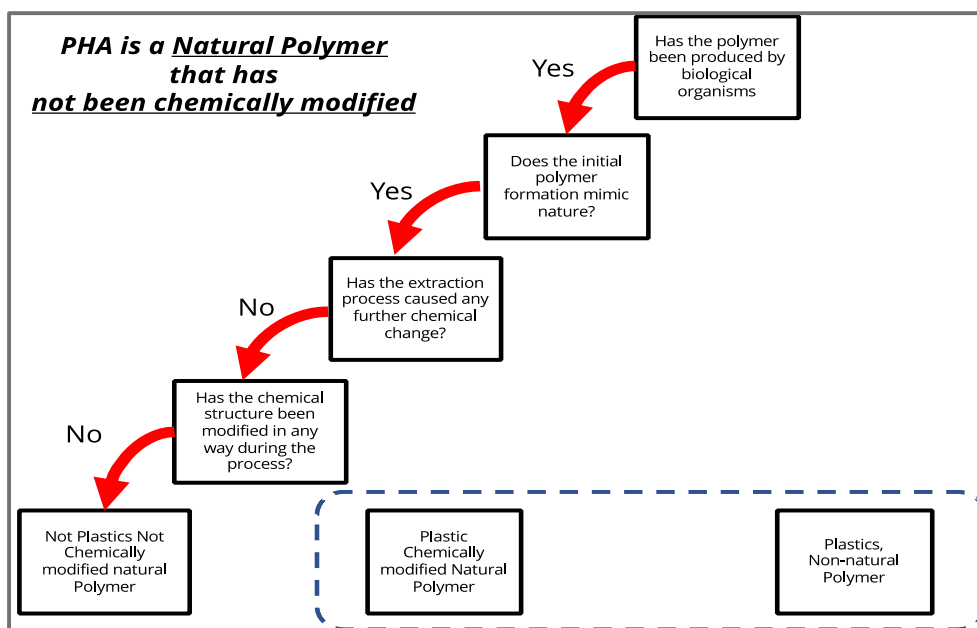 PHA is a Natural Polymer
that has
not been chemically modified
Has the polymer
been produced by
biological
organisms
Yes
Does the initial
polymer
formation mimic
nature?
Yes
Has the extraction
process caused any
further chemical
change?
No
Has the chemical
structure been
modified in any
way during the
process?
No
Not Plastics Not
Chemically
modified natural
Polymer
Plastic
Chemically
modified Natural
Polymer
Plastics,
Non-natural
Polymer